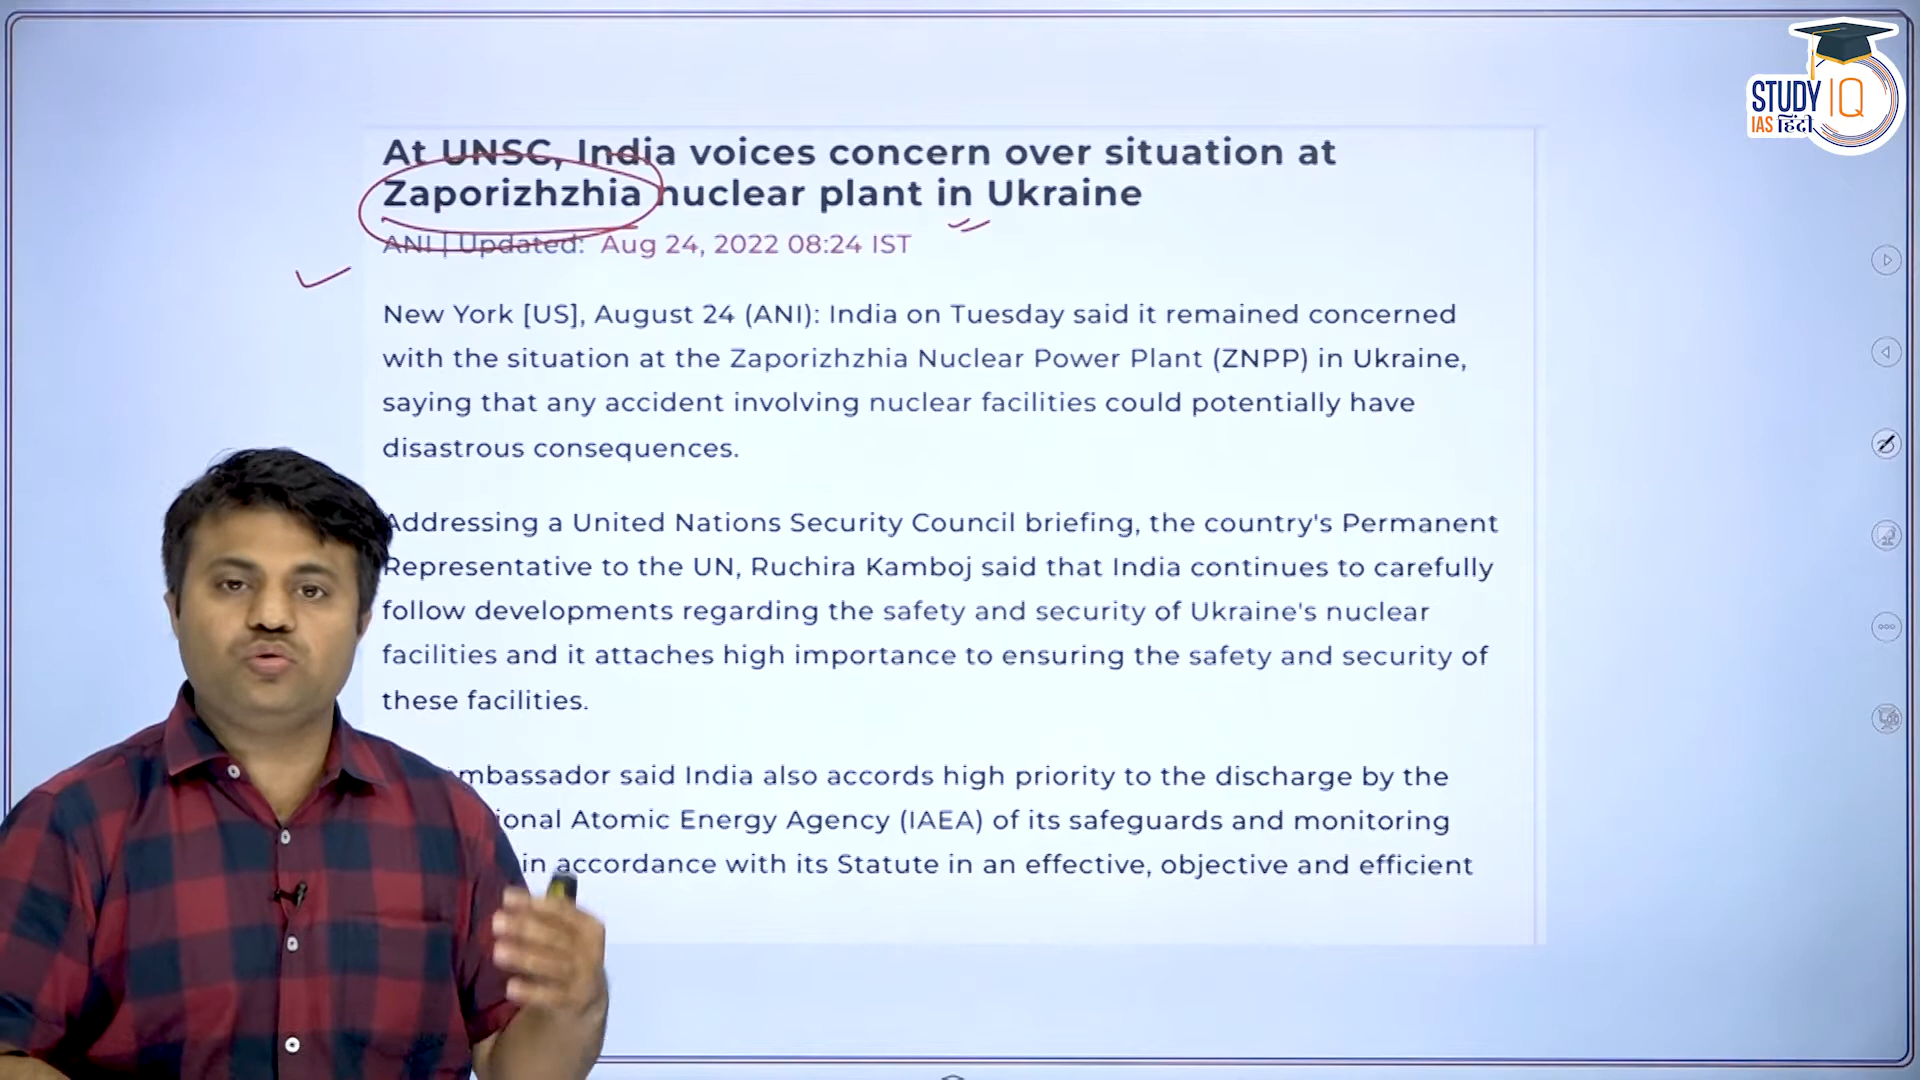 STUDY IQ
IAS हिंदी
At UNSC, India voices concern over situation at
Zaporizhzhia nuclear plant in Ukraine
ANI | Updated: Aug 24, 2022 08:24 IST
New York [US], August 24 (ANI): India on Tuesday said it remained concerned
with the situation at the Zaporizhzhia Nuclear Power Plant (ZNPP) in Ukraine,
saying that any accident involving nuclear facilities could potentially have
disastrous consequences.
Addressing a United Nations Security Council briefing, the country's Permanent
Representative to the UN, Ruchira Kamboj said that India continues to carefully
follow developments regarding the safety and security of Ukraine's nuclear
facilities and it attaches high importance to ensuring the safety and security of
these facilities.
mbassador said India also accords high priority to the discharge by the
ional Atomic Energy Agency (IAEA) of its safeguards and monitoring
in accordance with its Statute in an effective, objective and efficient